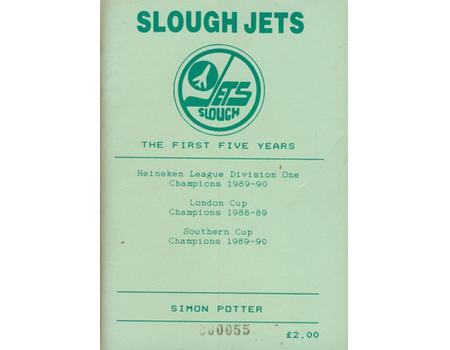 SLOUGH JETS
JETS
SLOUGH
THE FIRST FIVE YEARS
Heineken League Division One
Champions 1989-90
London Cup
Champions 1988-89
Southern Cup
Champions 1989-90
SIMON POTTER
000055
£2.00